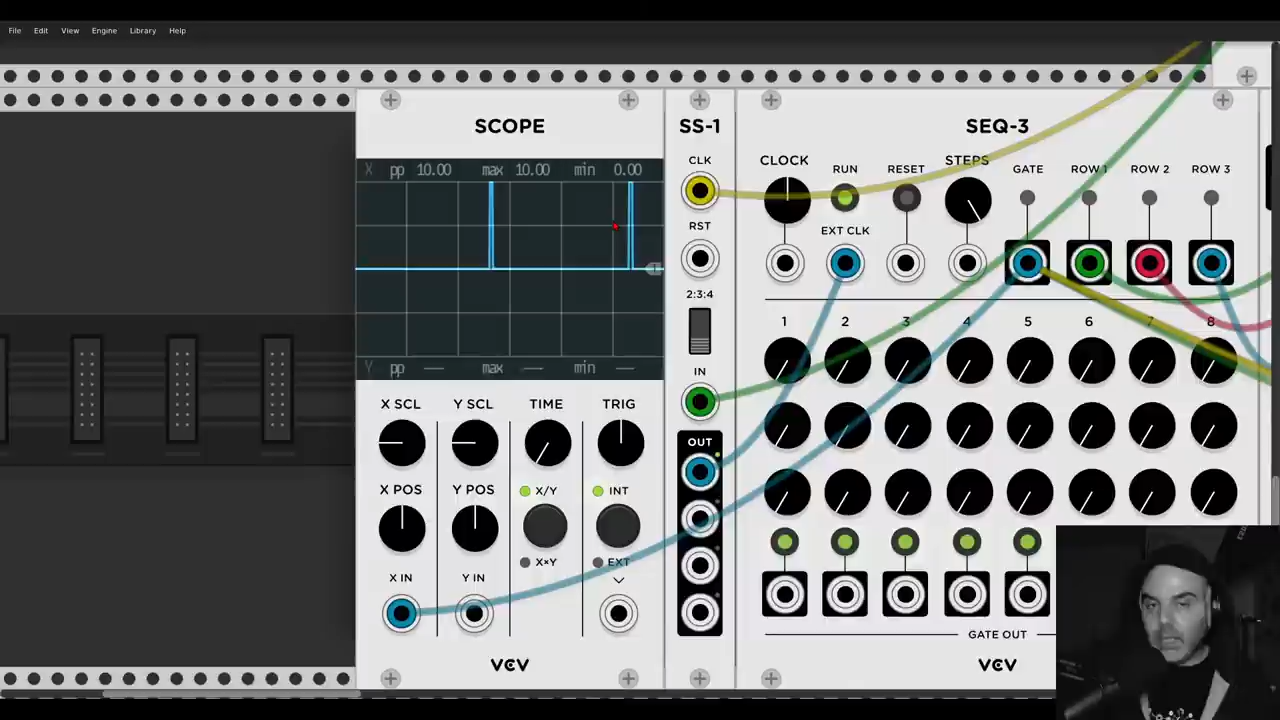 File Edit View Engine Library Help
SCOPE
X pp 10.00 max 10.00 min 0.00
1
Y pp --- max --- min ---
X SCL Y SCL TIME TRIG
X POS Y POS X/Y INT
X×Y EXT
X IN Y IN
VCV
SS-1
CLK
RST
2:3:4
IN
OUT
SEQ-3
CLOCK RUN RESET STEPS GATE ROW 1 ROW 2 ROW 3
EXT CLK
1 2 3 4 5 6 7 8
GATE OUT
VCV